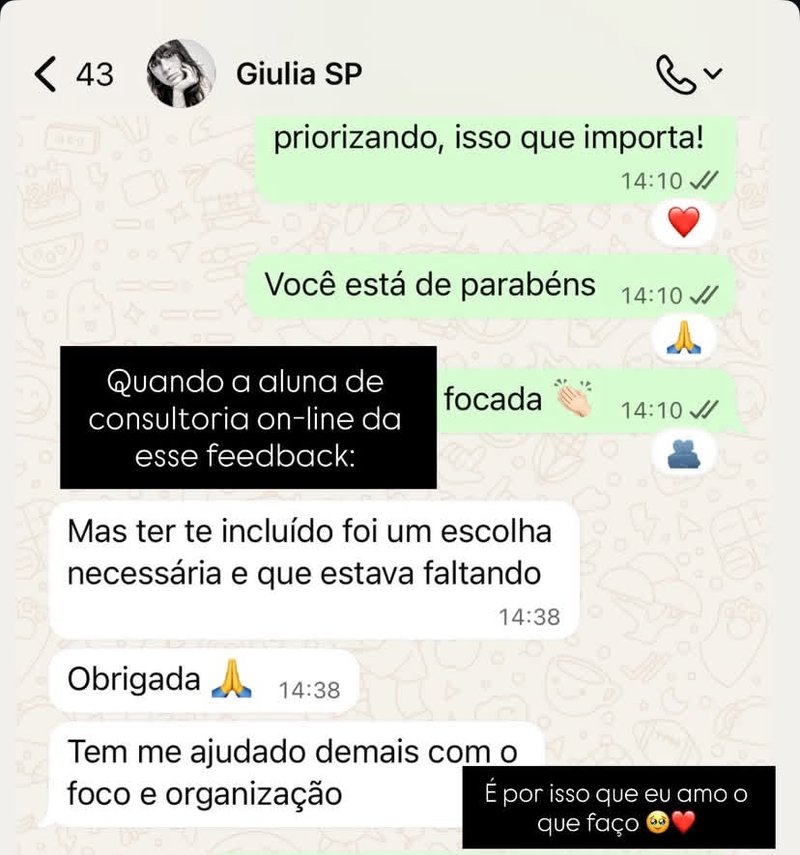 43
Giulia SP
priorizando, isso que importa!
14:10
❤️
Você está de parabéns
14:10
🙏
Quando a aluna de
consultoria on-line da
esse feedback:
focada 👏🏻
14:10
🫂
Mas ter te incluído foi um escolha
necessária e que estava faltando
14:38
Obrigada 🙏
14:38
Tem me ajudado demais com o
foco e organização
É por isso que eu amo o
que faço 🥹❤️